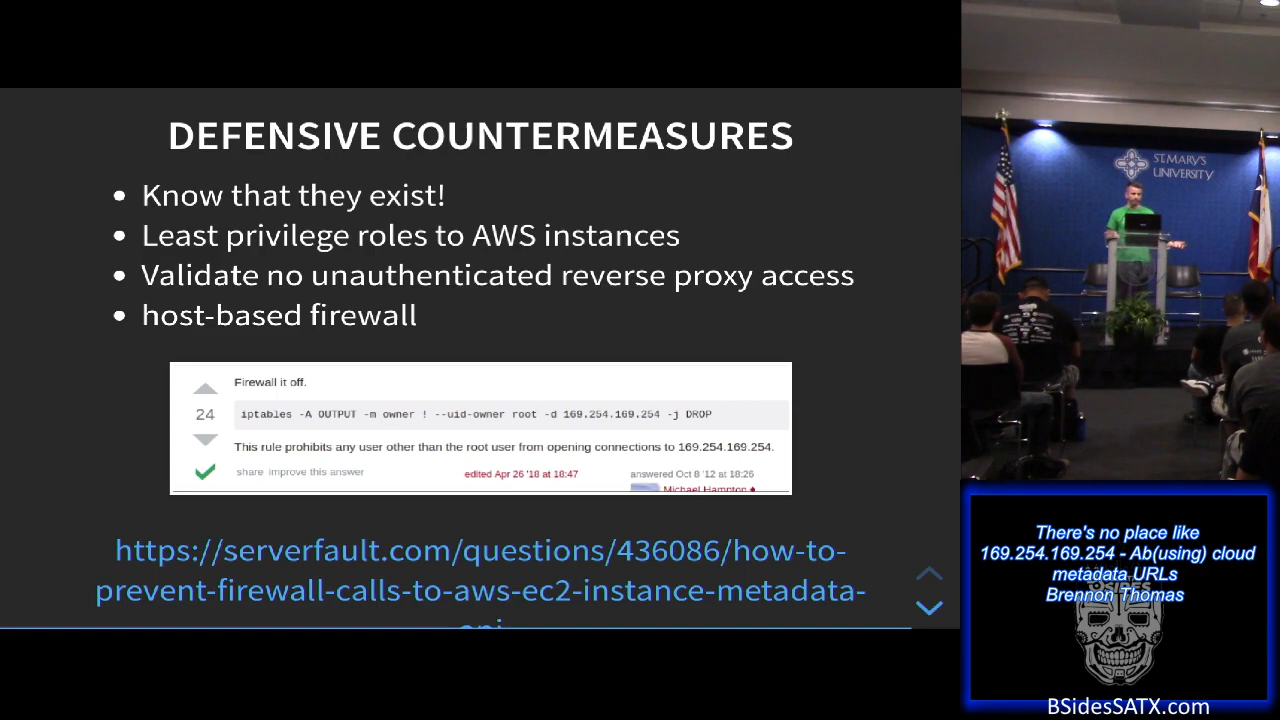 DEFENSIVE COUNTERMEASURES
Know that they exist!
Least privilege roles to AWS instances
Validate no unauthenticated reverse proxy access
host-based firewall
Firewall it off.
24
iptables -A OUTPUT -m owner ! --uid-owner root -d 169.254.169.254 -j DROP
This rule prohibits any user other than the root user from opening connections to 169.254.169.254.
share improve this answer
edited Apr 26 '18 at 18:47
answered Oct 8 '12 at 18:26
Michael Hampton
https://serverfault.com/questions/436086/how-to-
prevent-firewall-calls-to-aws-ec2-instance-metadata-
api
ST. MARY'S
UNIVERSITY
There's no place like
169.254.169.254 - Ab(using) cloud
metadata URLs
Brennon Thomas
BSIDES
BSidesSATX.com